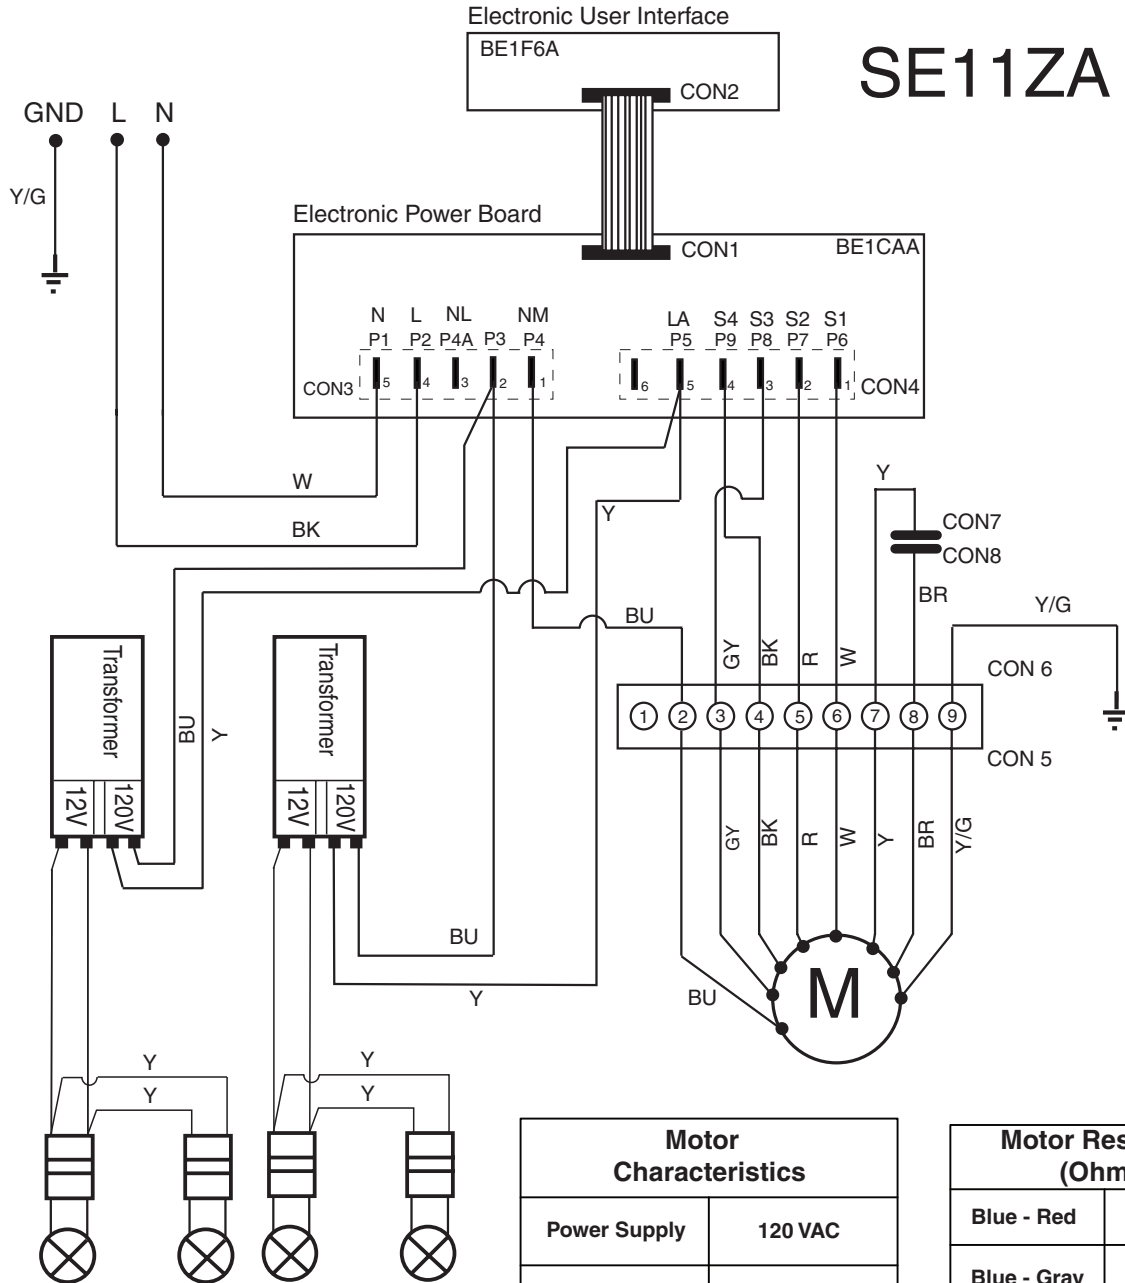 Electronic User Interface
BE1F6A
SE11ZA
CON2
GND L N
Y/G
Electronic Power Board
CON1
BE1CAA
N L NL NM LA S4 S3 S2 S1
P1 P2 P4A P3 P4 P5 P9 P8 P7 P6
CON3 5 4 3 2 1 6 5 4 3 2 1 CON4
W
BK
Y
Y
CON7
CON8
BR
BU
Y/G
GY BK R W
CON 6
1 2 3 4 5 6 7 8 9
CON 5
Transformer
12V 120V
BU Y
Transformer
12V 120V
GY BK R W Y BR Y/G
BU
Y
BU
M
Y
Y
Y
Y
Motor
Characteristics
Power Supply 120 VAC
Motor Res
(Ohm
Blue - Red
Blue - Gray